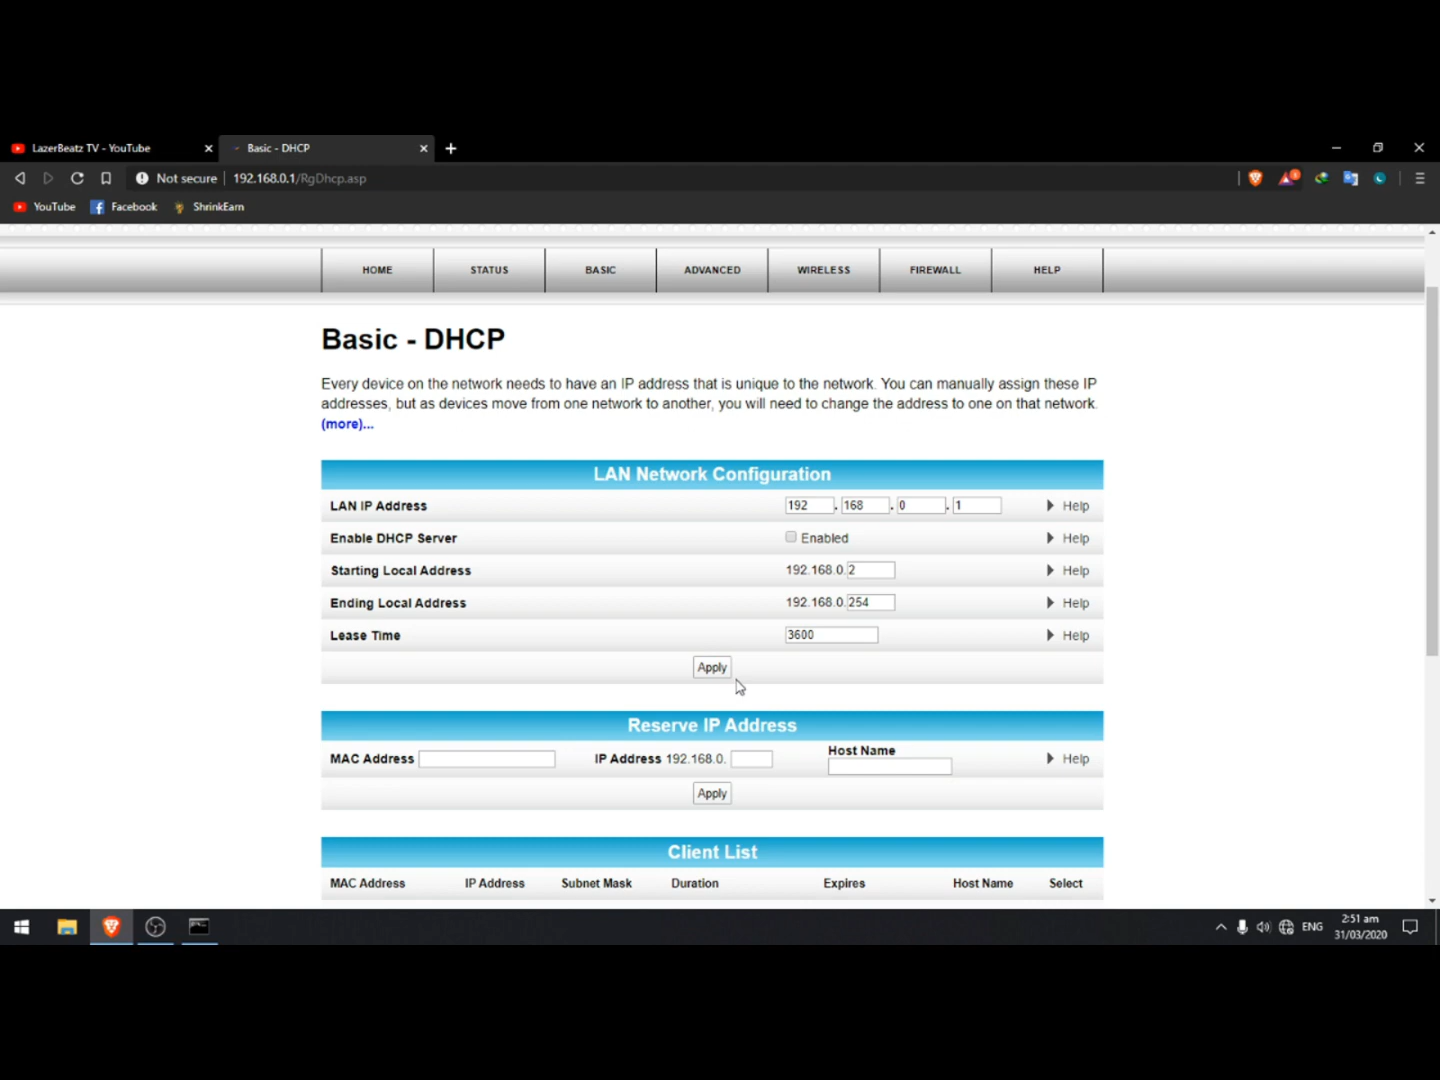 LazerBeatz TV - YouTube
Basic - DHCP
Not secure
192.168.0.1/RgDhcp.asp
YouTube
Facebook
ShrinkEarn
HOME
STATUS
BASIC
ADVANCED
WIRELESS
FIREWALL
HELP
Basic - DHCP
Every device on the network needs to have an IP address that is unique to the network. You can manually assign these IP
addresses, but as devices move from one network to another, you will need to change the address to one on that network.
(more)...
LAN Network Configuration
LAN IP Address 192 . 168 . 0 . 1 Help
Enable DHCP Server Enabled Help
Starting Local Address 192.168.0.2 Help
Ending Local Address 192.168.0.254 Help
Lease Time 3600 Help
Apply
Reserve IP Address
MAC Address IP Address 192.168.0. Host Name Help
Apply
Client List
MAC Address IP Address Subnet Mask Duration Expires Host Name Select
ENG
2:51 am
31/03/2020